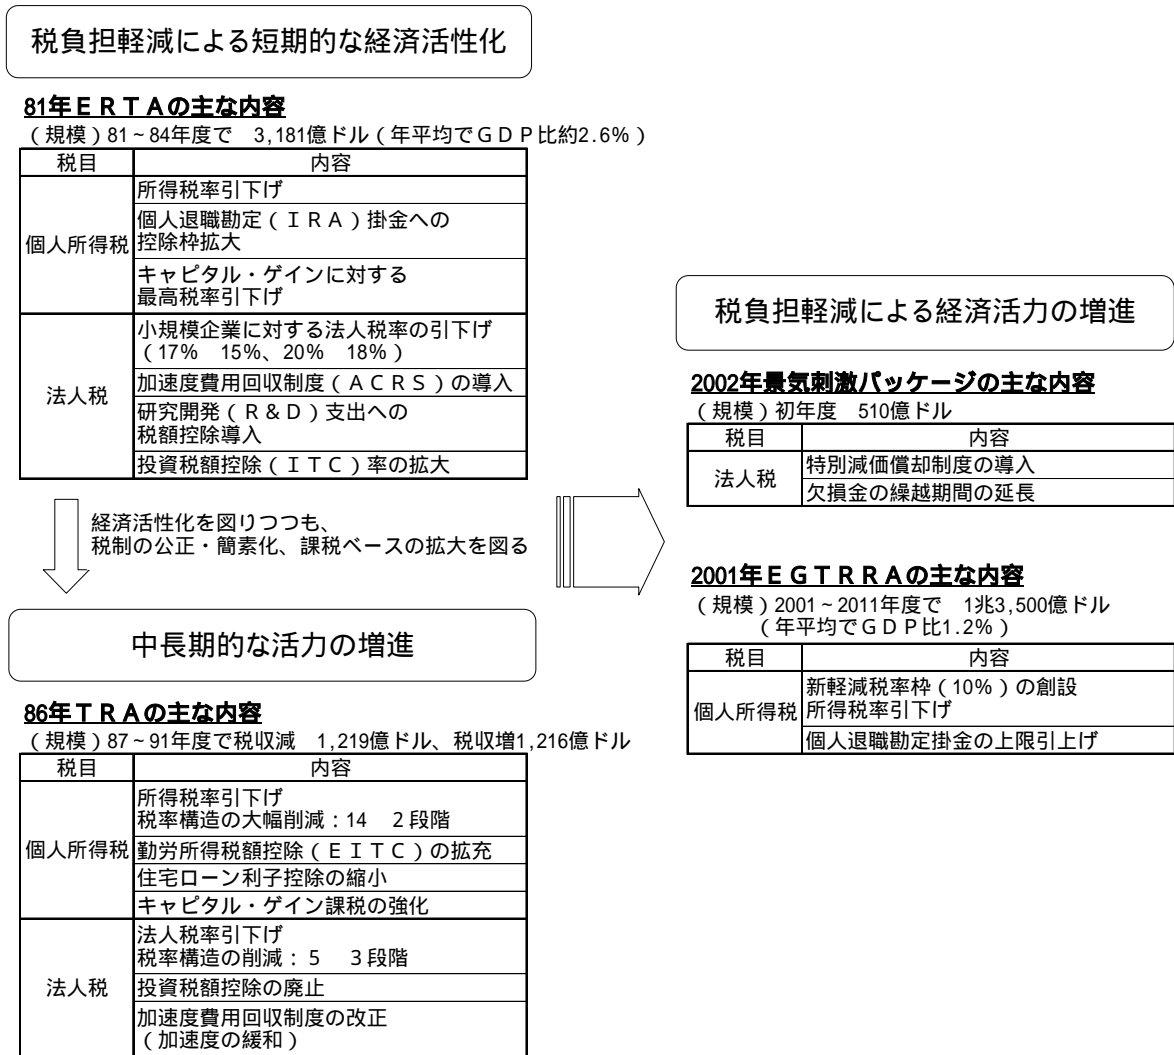 税負担軽減による短期的な経済活性化
81年ＥＲＴＡの主な内容
（規模）81～84年度で　3,181億ドル（年平均でＧＤＰ比約2.6%）
税目　内容
個人所得税
所得税率引下げ
個人退職勘定（ＩＲＡ）掛金への
控除枠拡大
キャピタル・ゲインに対する
最高税率引下げ
法人税
小規模企業に対する法人税率の引下げ
（17%　15%、20%　18%）
加速度費用回収制度（ＡＣＲＳ）の導入
研究開発（Ｒ＆Ｄ）支出への
税額控除導入
投資税額控除（ＩＴＣ）率の拡大
経済活性化を図りつつも、
税制の公正・簡素化、課税ベースの拡大を図る
中長期的な活力の増進
86年ＴＲＡの主な内容
（規模）87～91年度で税収減　1,219億ドル、税収増1,216億ドル
税目　内容
個人所得税
所得税率引下げ
税率構造の大幅削減：14　２段階
勤労所得税額控除（ＥＩＴＣ）の拡充
住宅ローン利子控除の縮小
キャピタル・ゲイン課税の強化
法人税
法人税率引下げ
税率構造の削減：５　３段階
投資税額控除の廃止
加速度費用回収制度の改正
（加速度の緩和）
税負担軽減による経済活力の増進
2002年景気刺激パッケージの主な内容
（規模）初年度　510億ドル
税目　内容
法人税
特別減価償却制度の導入
欠損金の繰越期間の延長
2001年ＥＧＴＲＲＡの主な内容
（規模）2001～2011年度で　1兆3,500億ドル
（年平均でＧＤＰ比1.2%）
税目　内容
個人所得税
新軽減税率枠（10%）の創設
所得税率引下げ
個人退職勘定掛金の上限引上げ